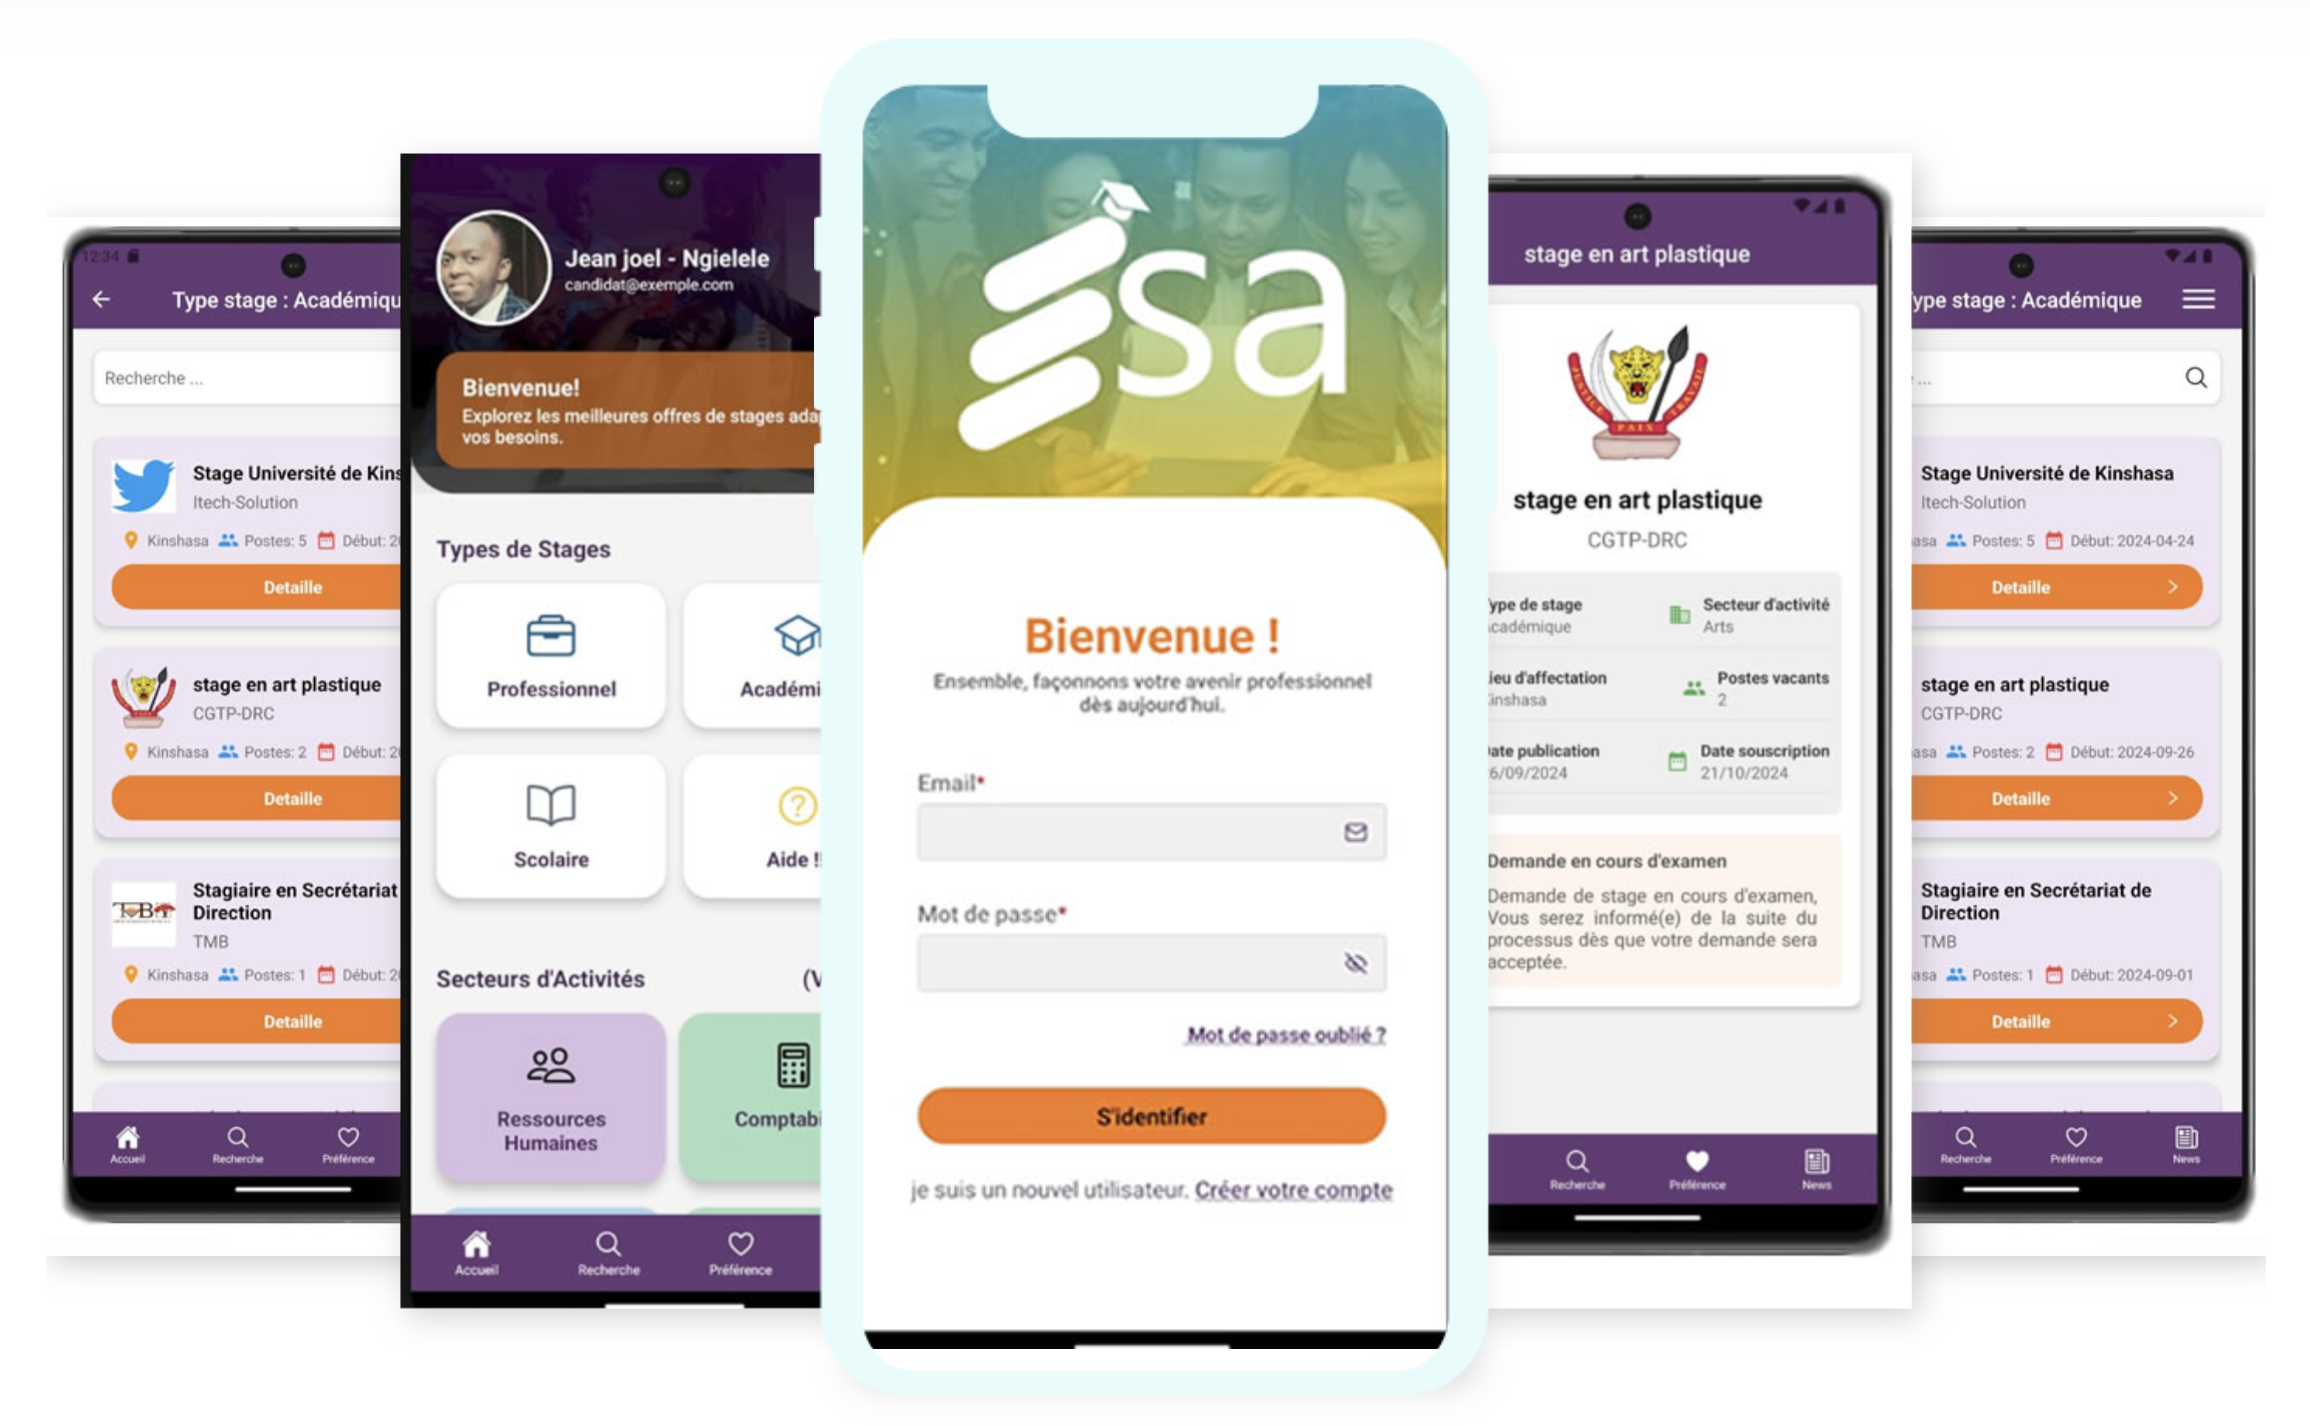 12:34
Type stage : Académiqu
Recherche ...
Stage Université de Kins
Itech-Solution
Kinshasa Postes: 5 Début: 2
Detaille
stage en art plastique
CGTP-DRC
Kinshasa Postes: 2 Début: 2
Detaille
Stagiaire en Secrétariat
Direction
TMB
Kinshasa Postes: 1 Début: 2
Detaille
Accueil Recherche Préférence
Jean joel - Ngielele
candidat@exemple.com
Bienvenue!
Explorez les meilleures offres de stages ada
vos besoins.
Types de Stages
Professionnel Académi
Scolaire Aide !
Secteurs d'Activités (V
Ressources
Humaines
Comptabi
Accueil Recherche Préférence
esa
Bienvenue !
Ensemble, façonnons votre avenir professionnel
dès aujourd'hui.
Email*
Mot de passe*
Mot de passe oublié ?
S'identifier
je suis un nouvel utilisateur. Créer votre compte
stage en art plastique
JUSTICE PAIX TRAVAIL
stage en art plastique
CGTP-DRC
ype de stage Secteur d'activité
cadémique Arts
ieu d'affectation Postes vacants
inshasa 2
ate publication Date souscription
6/09/2024 21/10/2024
Demande en cours d'examen
Demande de stage en cours d'examen,
Vous serez informé(e) de la suite du
processus dès que votre demande sera
acceptée.
Recherche Préférence News
ype stage : Académique
...
Stage Université de Kinshasa
Itech-Solution
asa Postes: 5 Début: 2024-04-24
Detaille
stage en art plastique
CGTP-DRC
asa Postes: 2 Début: 2024-09-26
Detaille
Stagiaire en Secrétariat de
Direction
TMB
asa Postes: 1 Début: 2024-09-01
Detaille
Recherche Préférence News